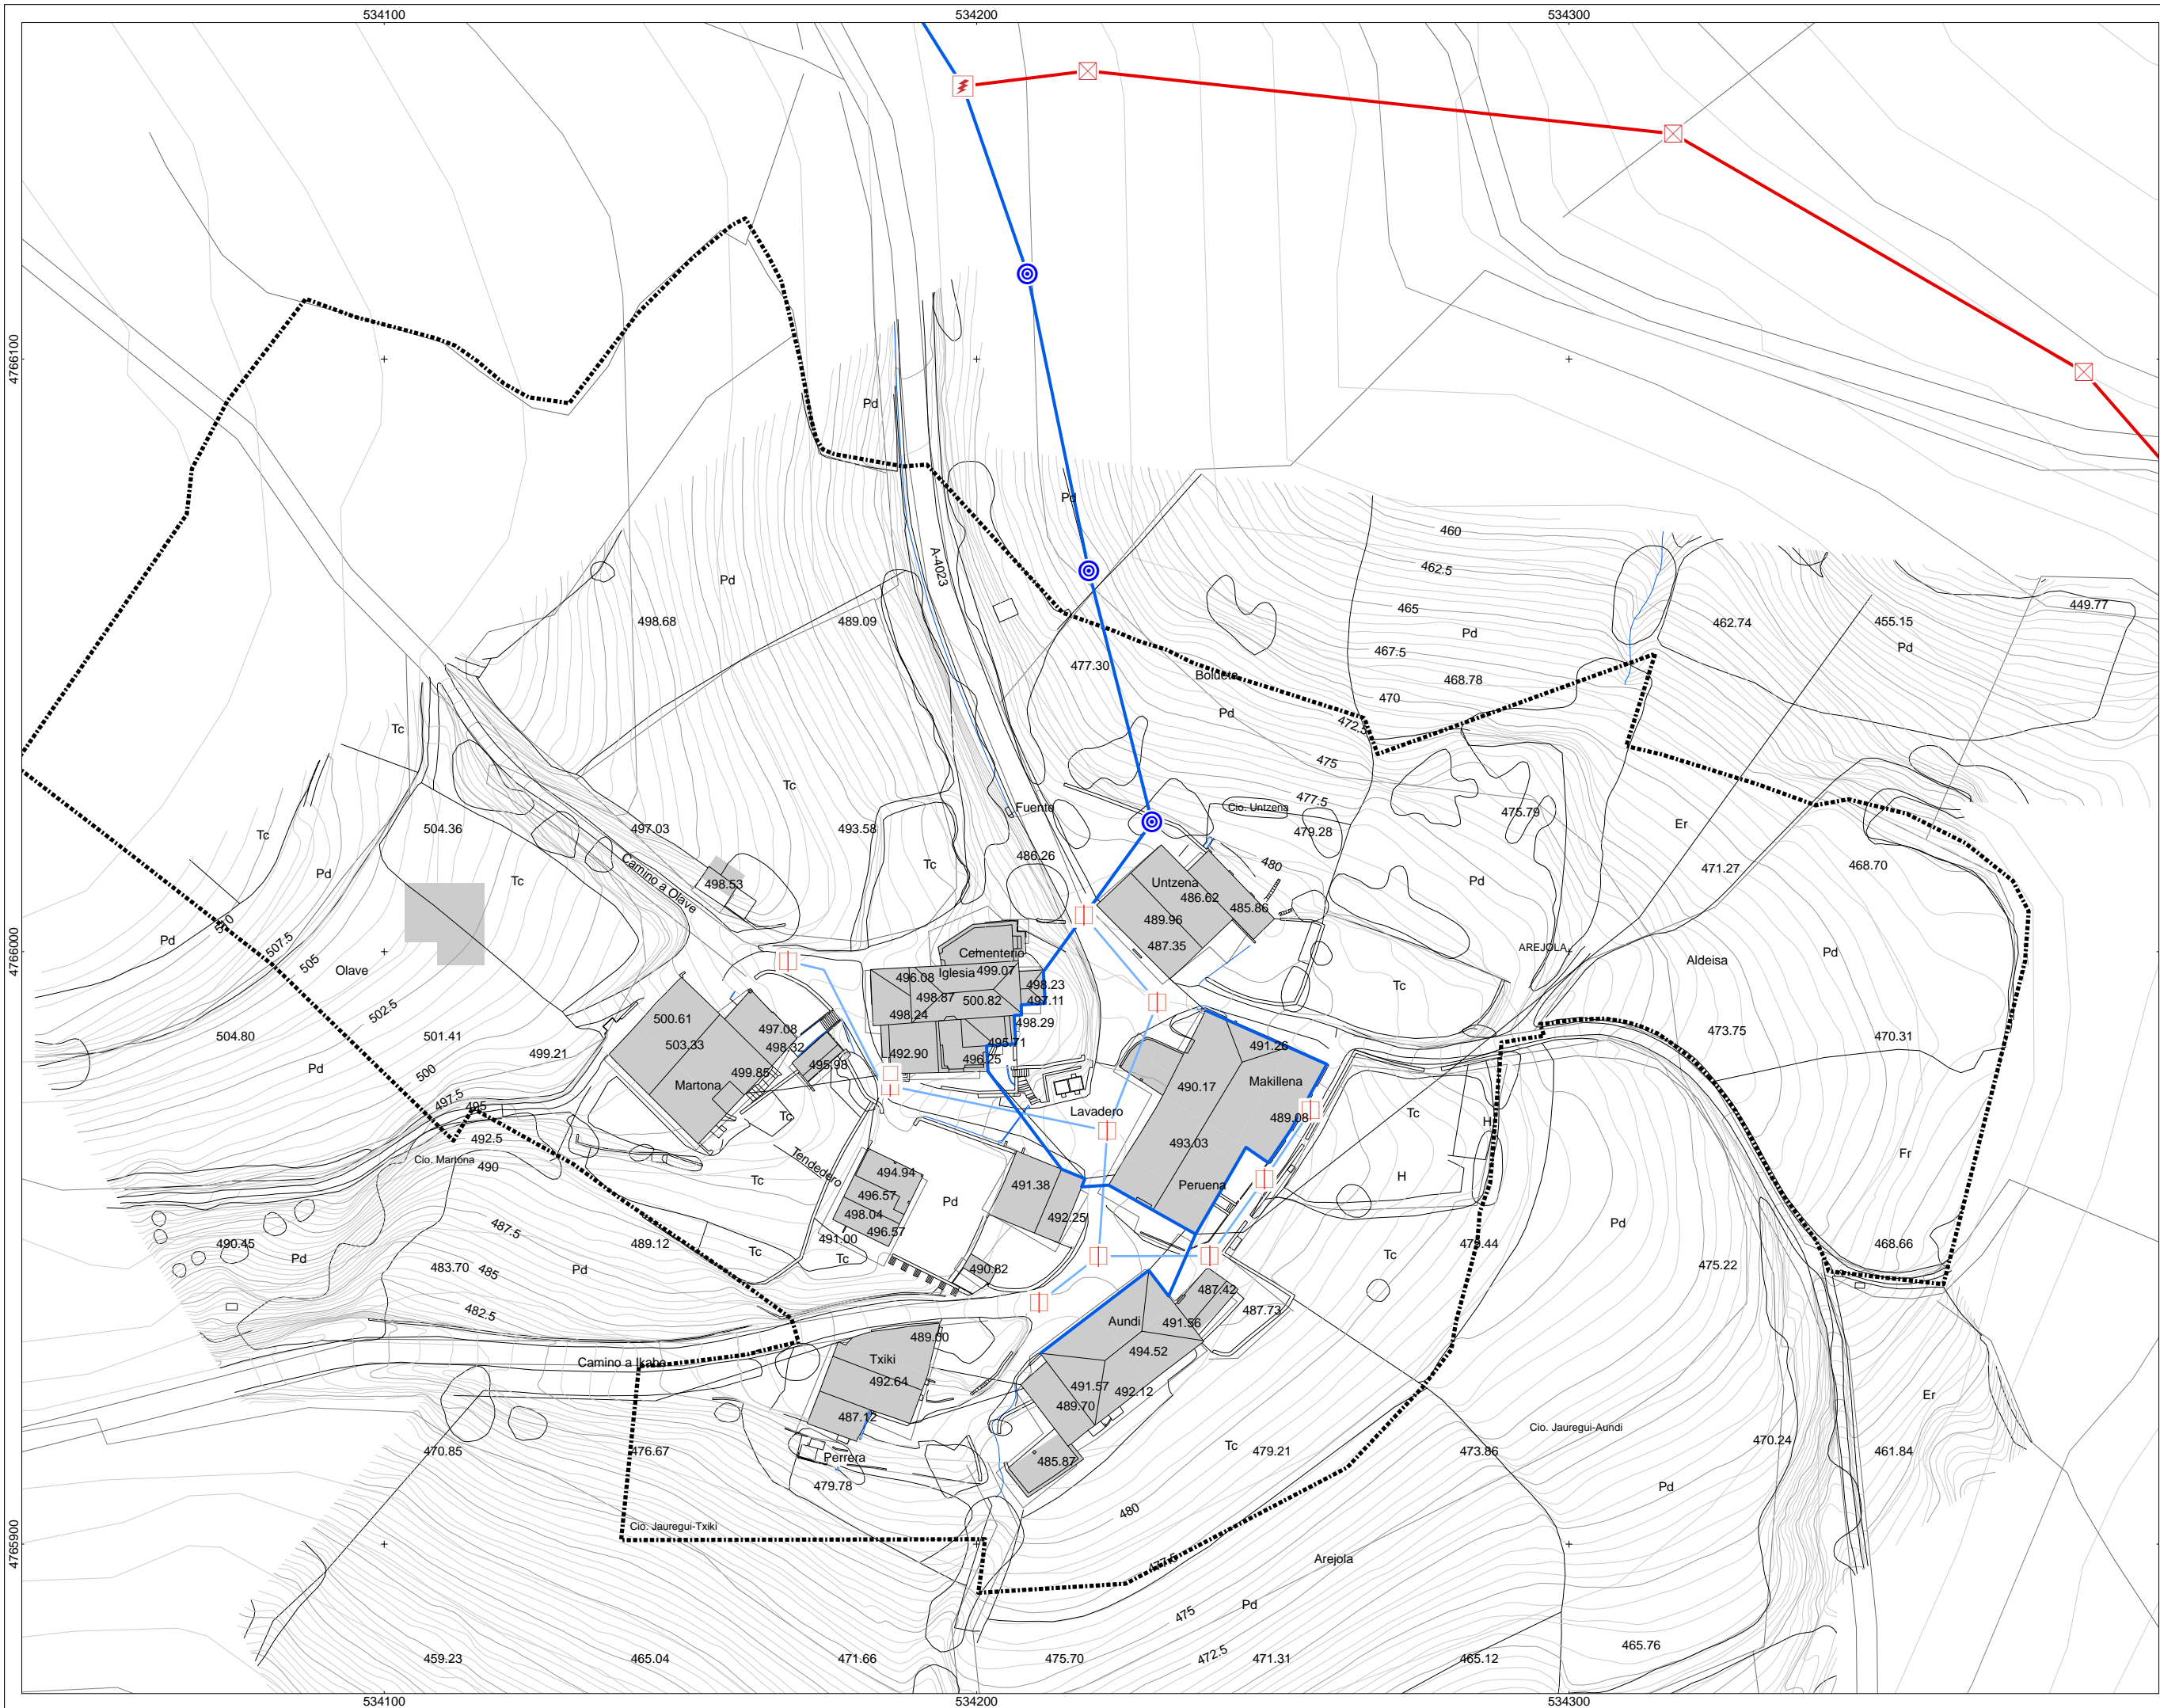 534100 534200 534300
4766100
Pd
Pd
A-4023
460
462.5
Pd
465
498.68 489.09 462.74 455.15 449.77
Pd
467.5
Pd
477.30
Bolueta
468.78
470
Pd
472.5
Tc
475
Tc
477.5
Fuente
Cio. Untzena
475.79
Er
504.36 497.03 493.58 479.28
Tc
486.26
480
471.27 468.70
Tc
Pd
Camino a Olave
Tc
498.53
Untzena
486.62
Pd
485.86
489.96
510
4766000
Pd
507.5
505
Olave
Cementerio
487.35
AREJOLA
Aldeisa
Pd
Iglesia
499.07
496.08
498.23
Tc
498.87
500.82
497.11
502.5
500.61
498.24
498.29
504.80 501.41
497.08
473.75
470.31
503.33
498.32
495.71
491.26
499.21
492.90
496.25
Pd
500
499.85
495.98
Martona
490.17
Makillena
497.5
495
Tc
Lavadero
489.08
Tc
H
492.5
493.03
Cio. Martona
490
Tendedero
494.94
Fr
Tc
491.38
Peruena
H
496.57
Pd
498.04
492.25
487.5
496.57
491.00
490.45
Pd
489.12
Tc
Tc
Tc
479.44
Pd
468.66
483.70
485
Pd
490.82
475.22
482.5
487.42
487.73
Aundi
491.56
489.00
494.52
Camino a Ikabe
Txiki
492.64
491.57
492.12
Er
489.70
487.12
Cio. Jauregui-Aundi
470.85 476.67
Tc
479.21
473.86
470.24
461.84
Perrera
485.87
479.78
Pd
480
4765900
Cio. Jauregui-Txiki
477.5
Arejola
475
Pd
465.76
459.23 465.04 471.66 475.70
472.5
471.31 465.12
534100 534200 534300